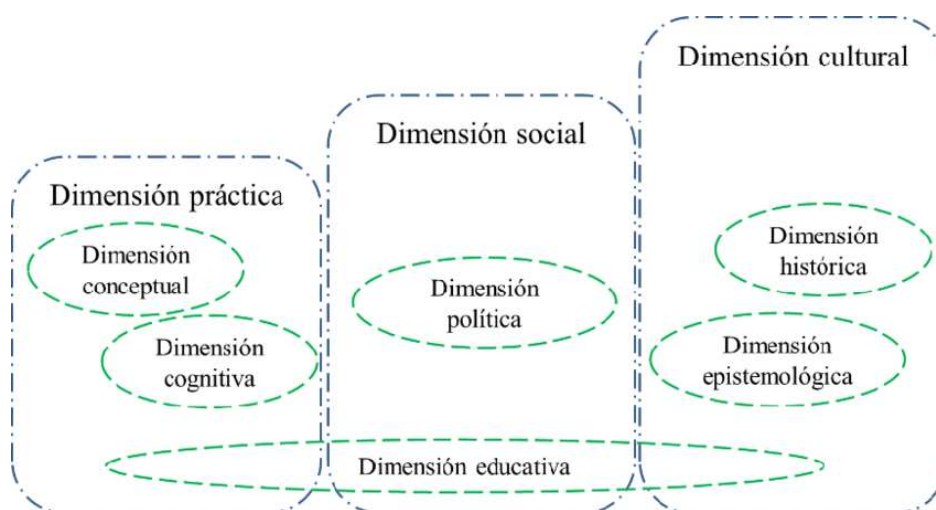 Dimensión práctica
Dimensión
conceptual
Dimensión
cognitiva
Dimensión social
Dimensión
política
Dimensión cultural
Dimensión
histórica
Dimensión
epistemológica
Dimensión educativa